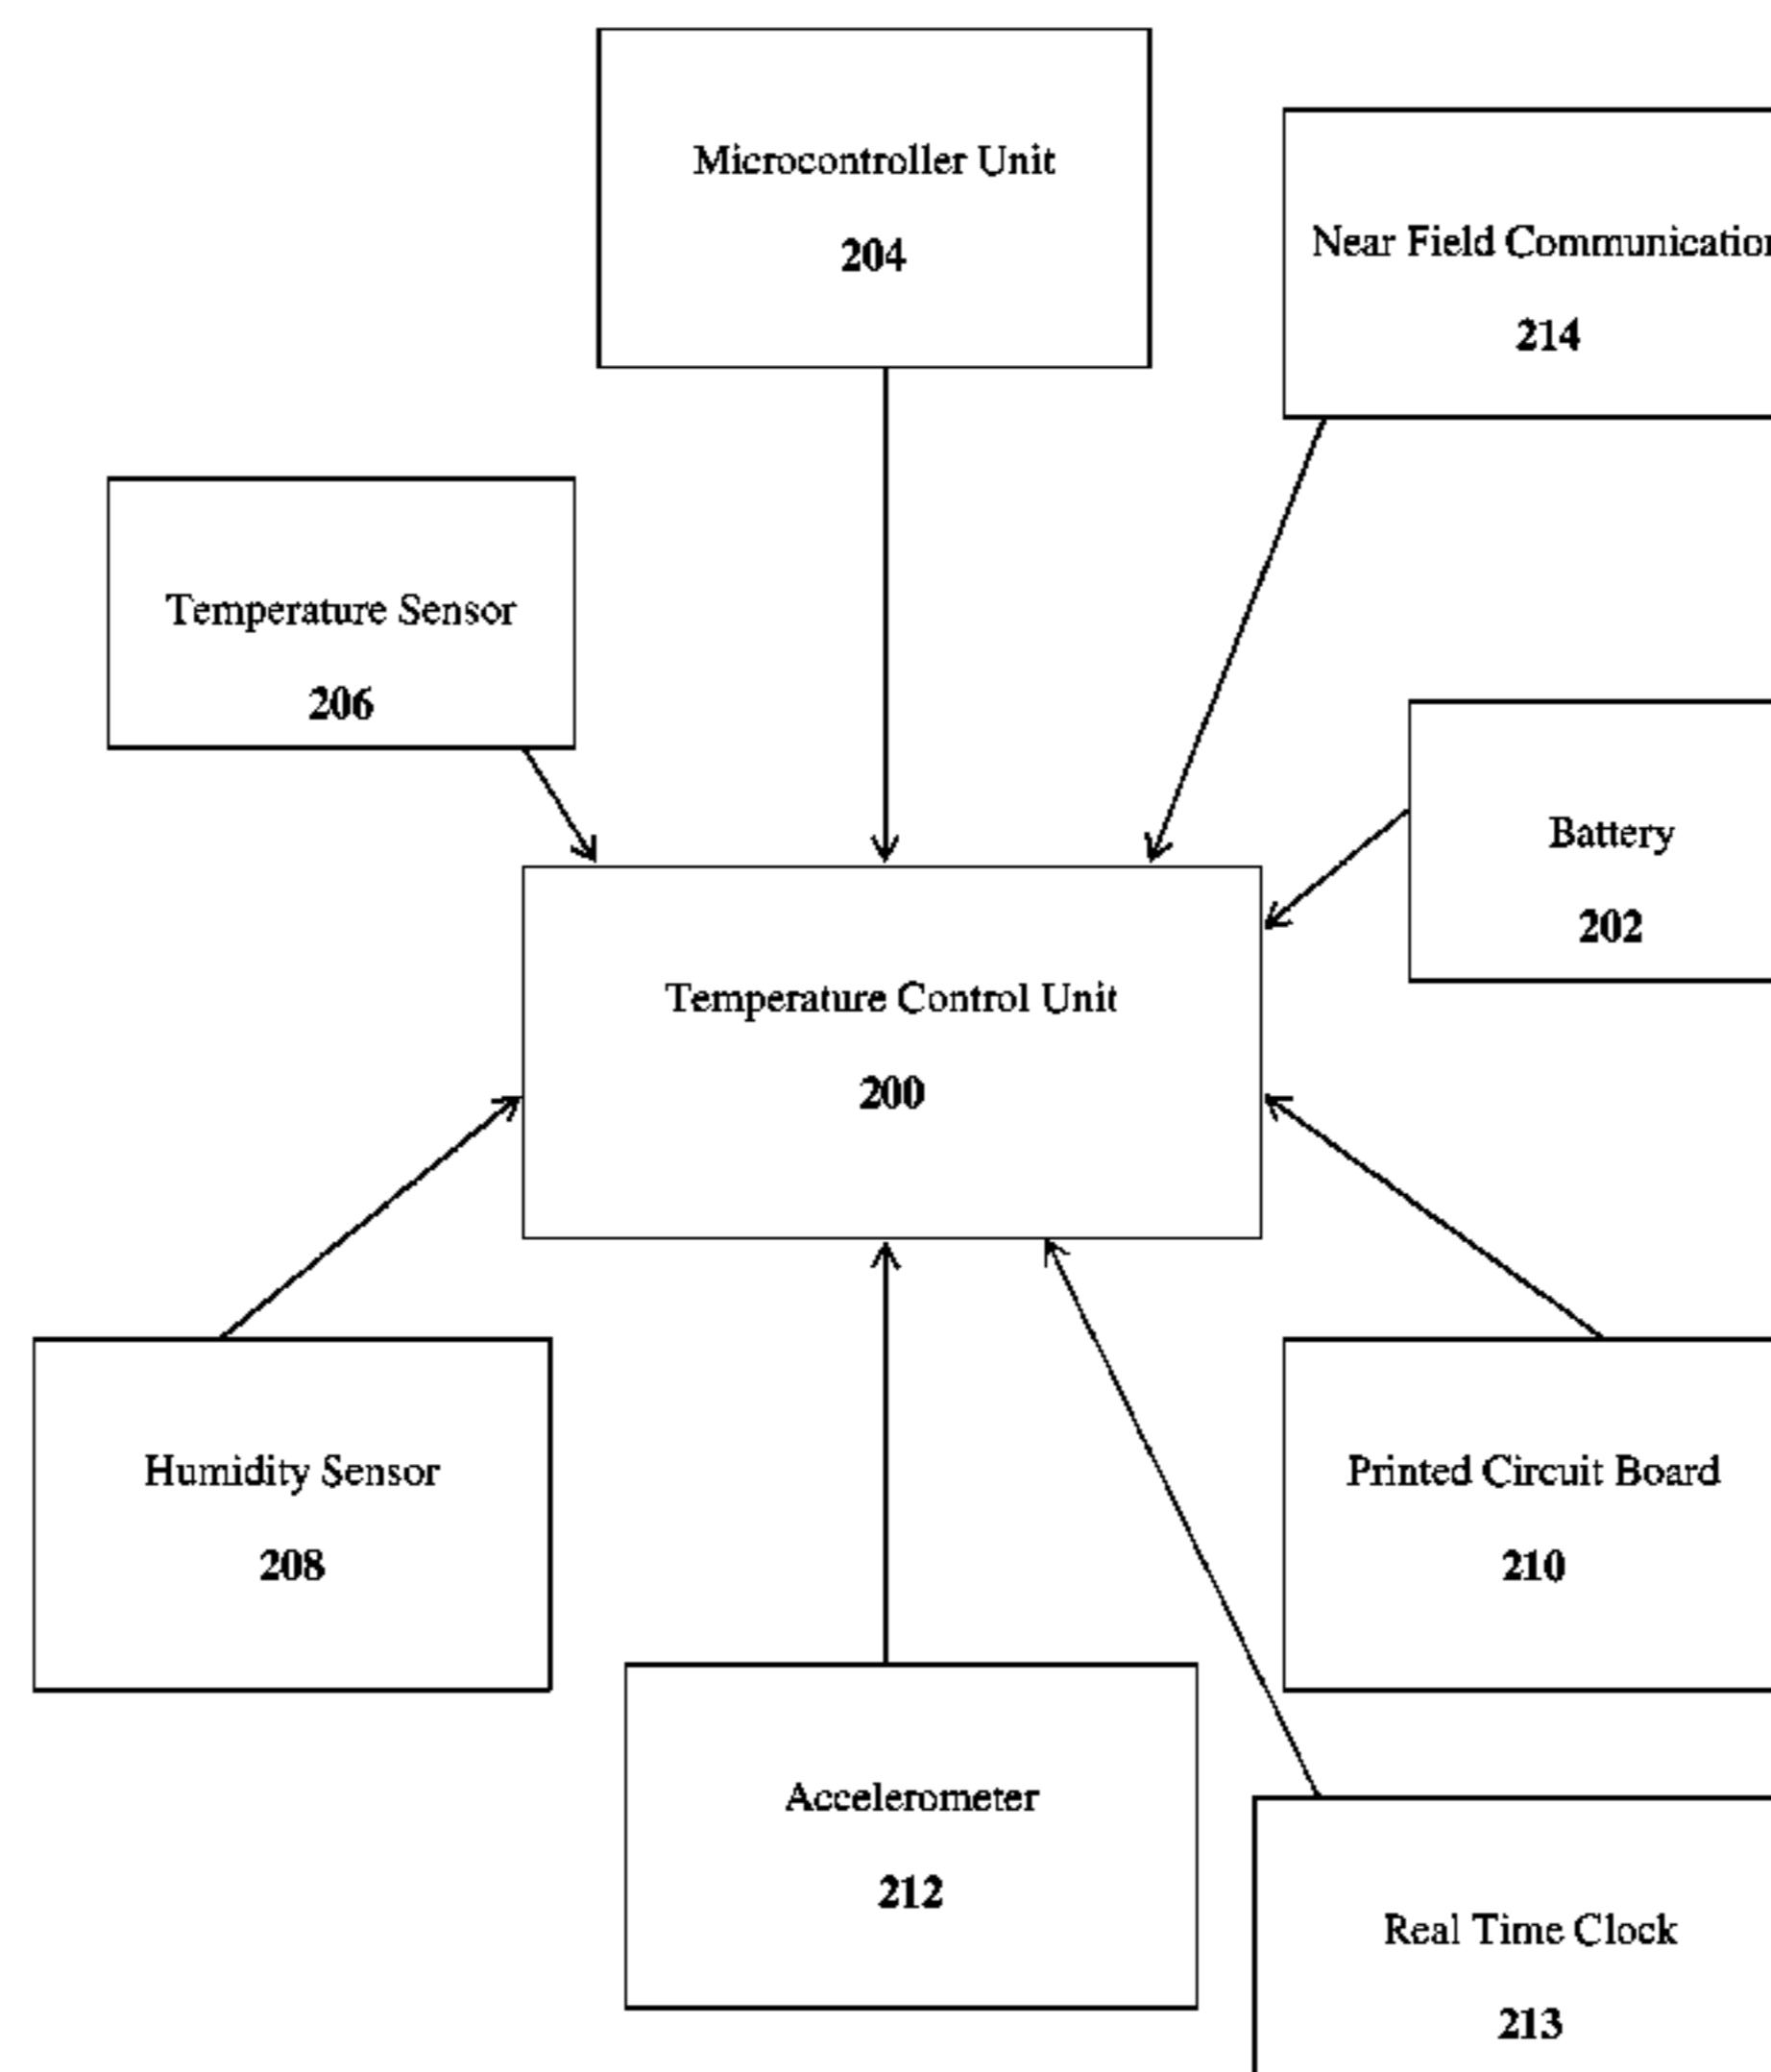 Microcontroller Unit
204
Near Field Communication
214
Temperature Sensor
206
Battery
202
Temperature Control Unit
200
Humidity Sensor
208
Printed Circuit Board
210
Accelerometer
212
Real Time Clock
213